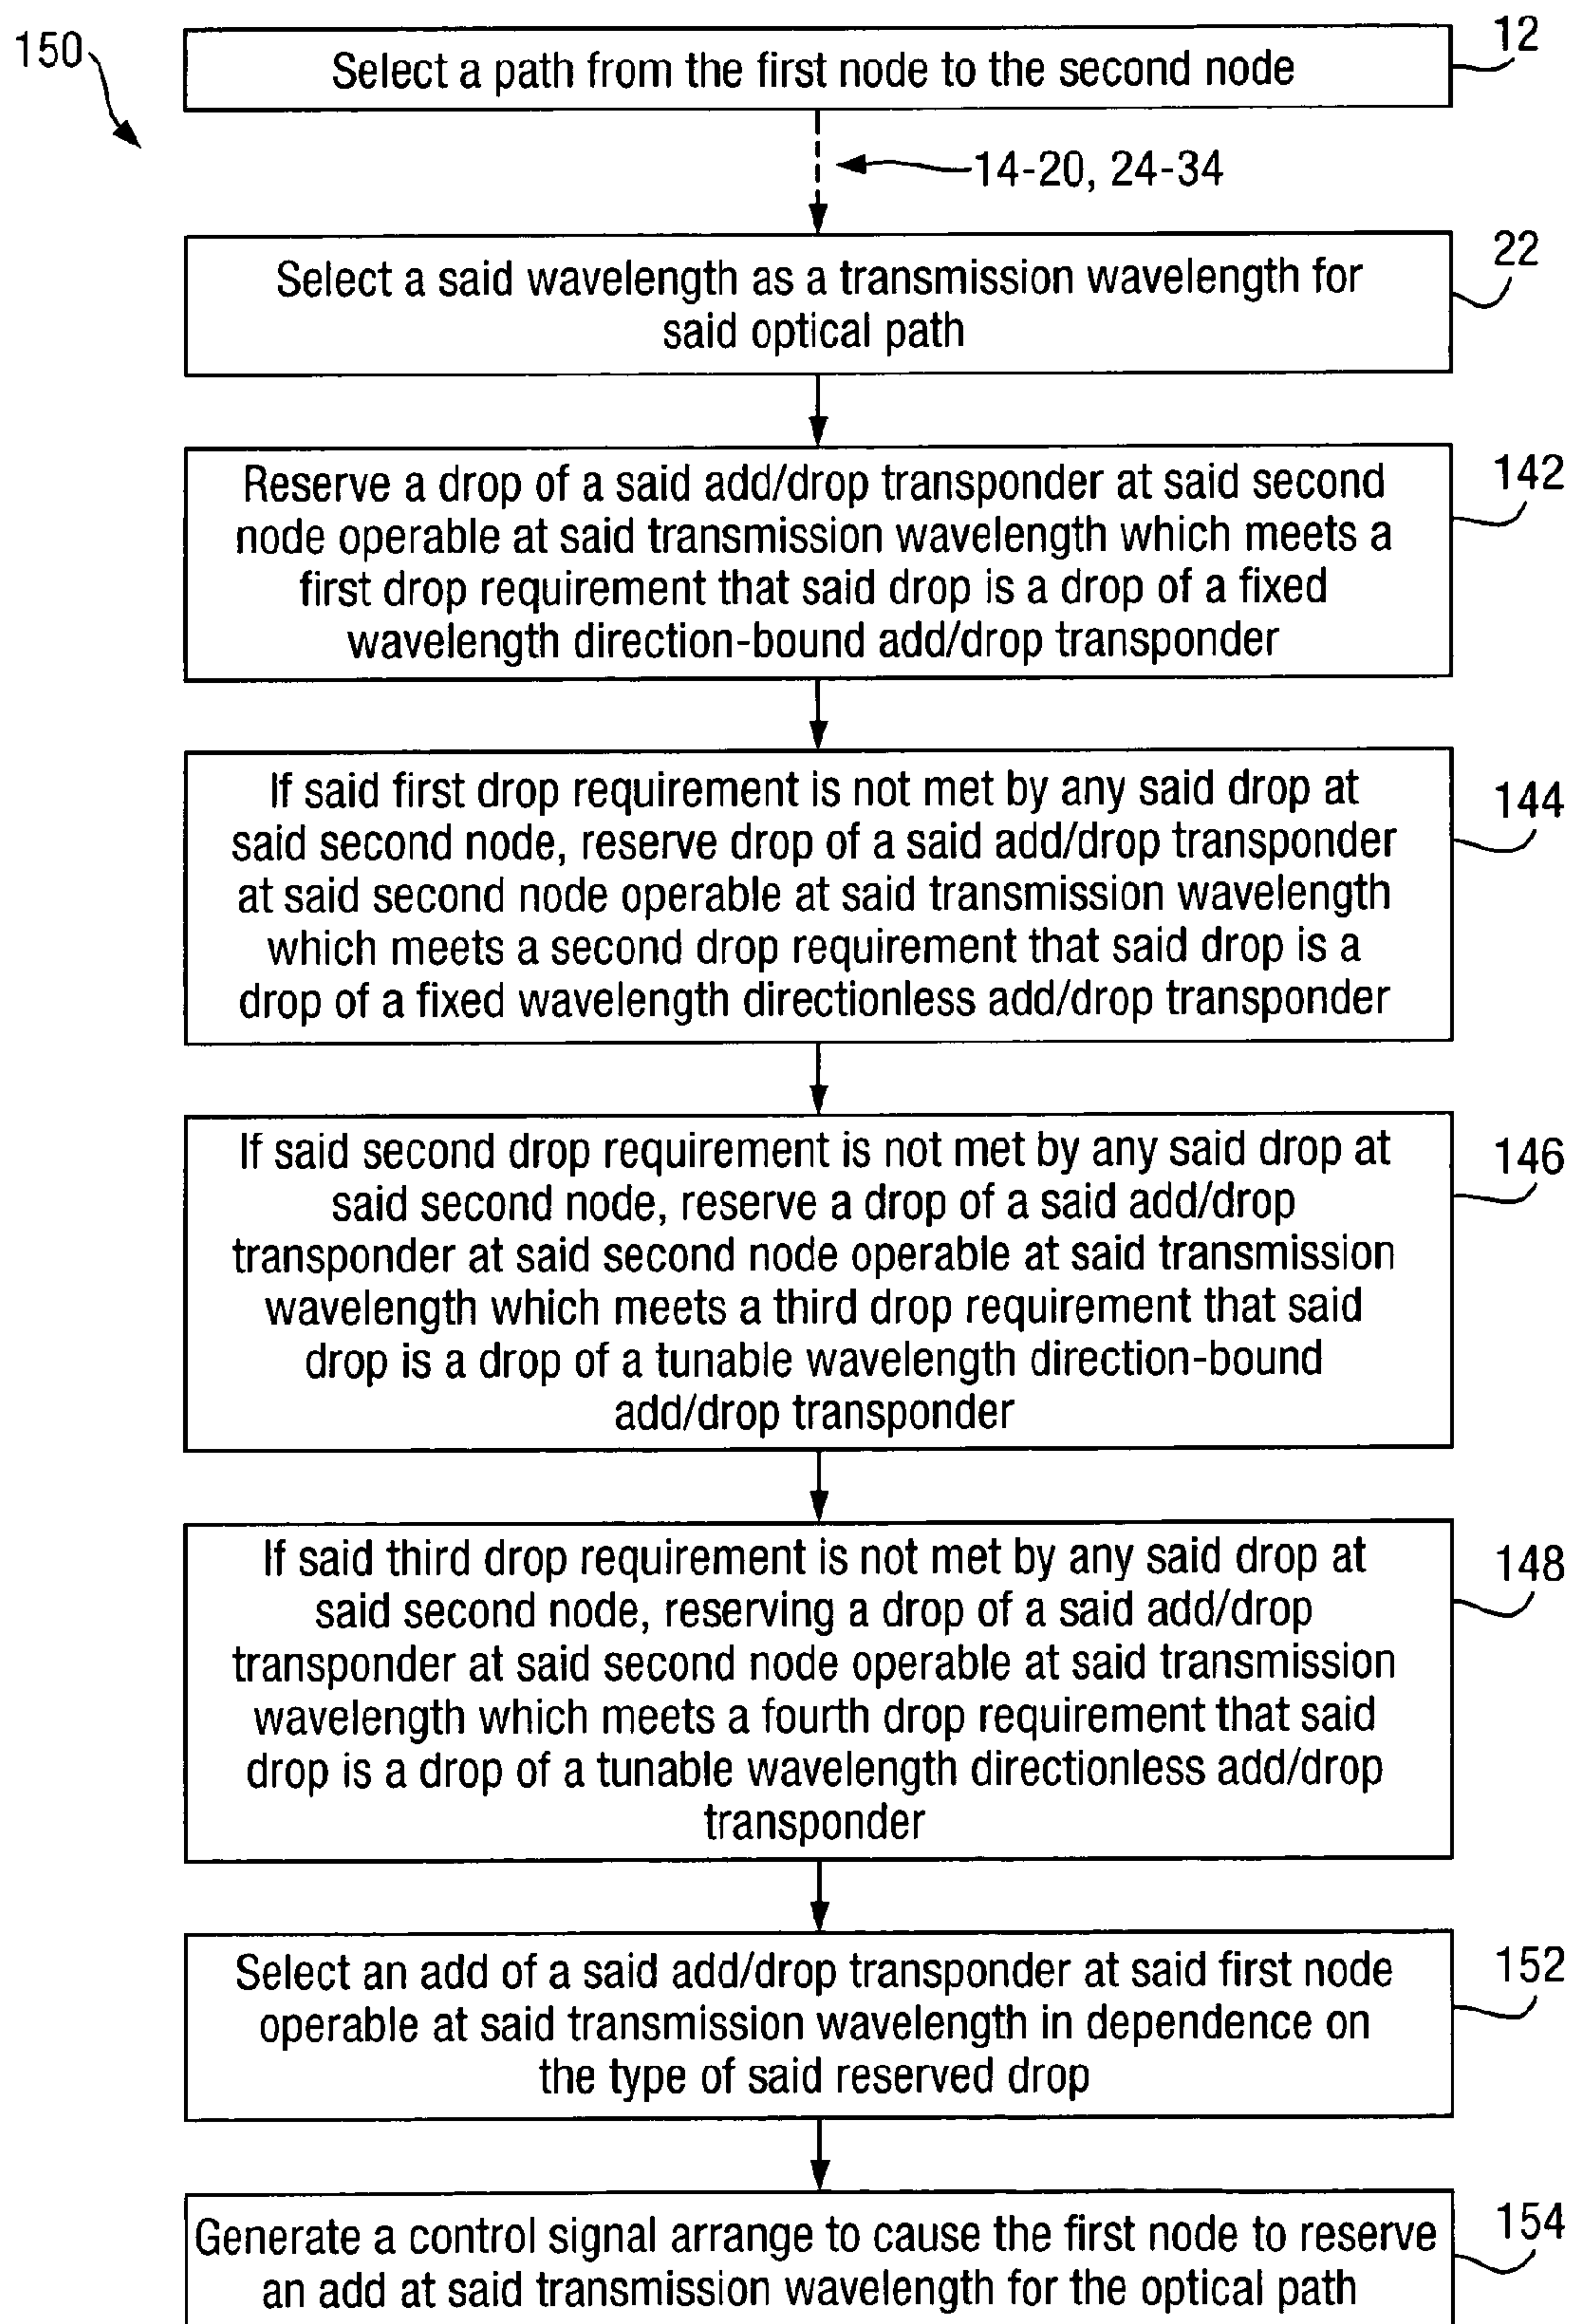 150
12
Select a path from the first node to the second node
14-20, 24-34
22
Select a said wavelength as a transmission wavelength for
said optical path
142
Reserve a drop of a said add/drop transponder at said second
node operable at said transmission wavelength which meets a
first drop requirement that said drop is a drop of a fixed
wavelength direction-bound add/drop transponder
144
If said first drop requirement is not met by any said drop at
said second node, reserve drop of a said add/drop transponder
at said second node operable at said transmission wavelength
which meets a second drop requirement that said drop is a
drop of a fixed wavelength directionless add/drop transponder
146
If said second drop requirement is not met by any said drop at
said second node, reserve a drop of a said add/drop
transponder at said second node operable at said transmission
wavelength which meets a third drop requirement that said
drop is a drop of a tunable wavelength direction-bound
add/drop transponder
148
If said third drop requirement is not met by any said drop at
said second node, reserving a drop of a said add/drop
transponder at said second node operable at said transmission
wavelength which meets a fourth drop requirement that said
drop is a drop of a tunable wavelength directionless add/drop
transponder
152
Select an add of a said add/drop transponder at said first node
operable at said transmission wavelength in dependence on
the type of said reserved drop
154
Generate a control signal arrange to cause the first node to reserve
an add at said transmission wavelength for the optical path